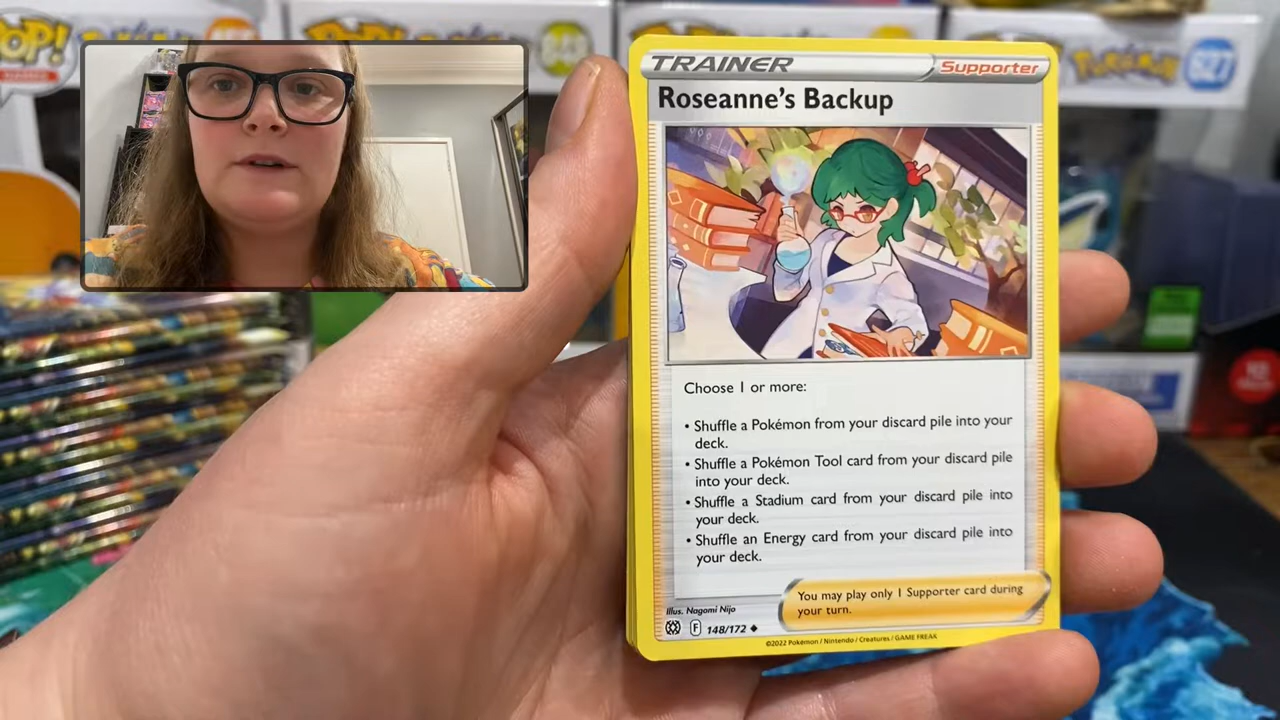 POP!
TRAINER
Supporter
Roseanne's Backup
Choose 1 or more:
• Shuffle a Pokémon from your discard pile into your
deck.
• Shuffle a Pokémon Tool card from your discard pile
into your deck.
• Shuffle a Stadium card from your discard pile into
your deck.
• Shuffle an Energy card from your discard pile into
your deck.
You may play only 1 Supporter card during
your turn.
Illus. Nagomi Nijo
F 148/172
©2022 Pokémon / Nintendo / Creatures / GAME FREAK
POKéMON
627